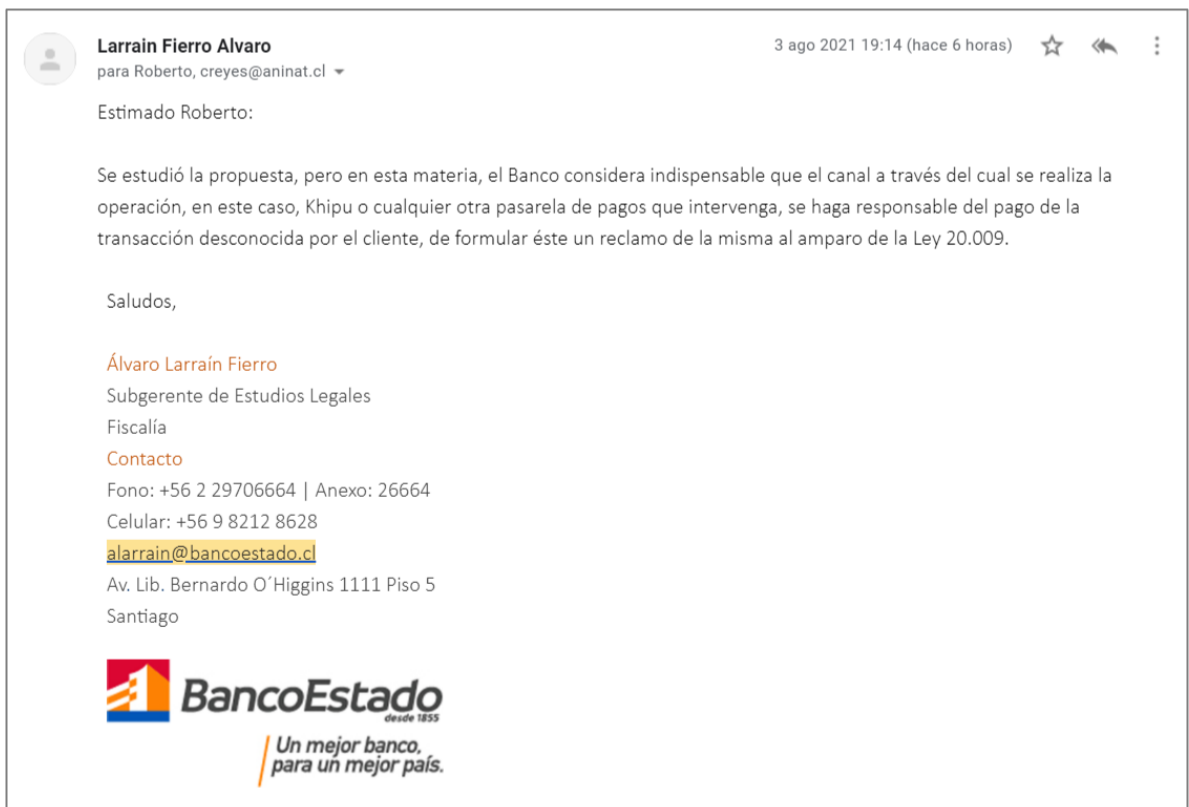 Larrain Fierro Alvaro
3 ago 2021 19:14 (hace 6 horas)
para Roberto, creyes@aninat.cl
Estimado Roberto:
Se estudió la propuesta, pero en esta materia, el Banco considera indispensable que el canal a través del cual se realiza la
operación, en este caso, Khipu o cualquier otra pasarela de pagos que intervenga, se haga responsable del pago de la
transacción desconocida por el cliente, de formular éste un reclamo de la misma al amparo de la Ley 20.009.
Saludos,
Álvaro Larraín Fierro
Subgerente de Estudios Legales
Fiscalía
Contacto
Fono: +56 2 29706664 | Anexo: 26664
Celular: +56 9 8212 8628
alarrain@bancoestado.cl
Av. Lib. Bernardo O´Higgins 1111 Piso 5
Santiago
BancoEstado
desde 1855
Un mejor banco,
para un mejor país.